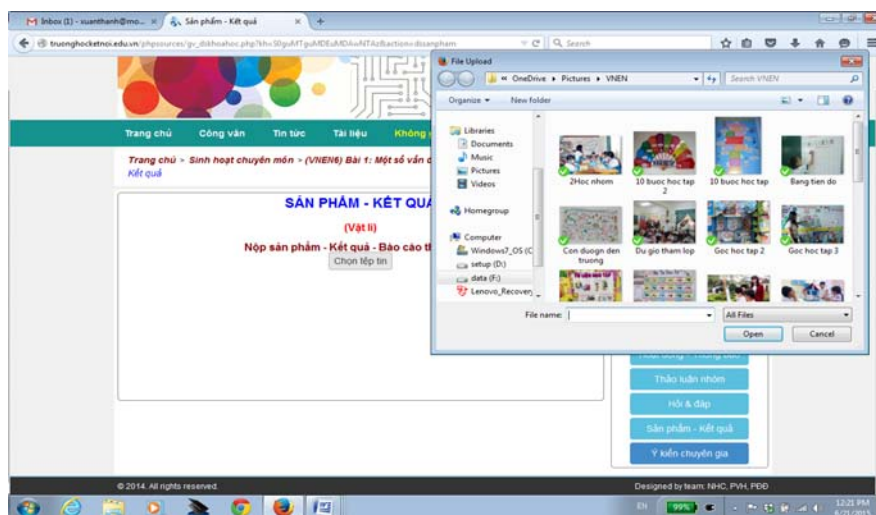 Inbox (1) - xuanthanh@mo...
Sản phẩm - Kết quả
Search
File Upload
OneDrive ▸ Pictures ▸ VNEN
Search VNEN
Organize
New folder
Libraries
Documents
Music
Pictures
Videos
Homegroup
Computer
Windows7_OS (C
setup (D:)
data (F:)
Lenovo_Recovery
2Hoc nhom
10 buoc hoc tap 2
10 buoc hoc tap
Bang tien do
Con duogn den truong
Du gio tham lop
Goc hoc tap 2
Goc hoc tap 3
File name:
All Files
Open
Cancel
Trang chủ
Công văn
Tin tức
Tài liệu
Không
Trang chủ » Sinh hoạt chuyên môn » (VNEN6) Bài 1: Một số vấn đ
Kết quả
SẢN PHẨM - KẾT QUẢ
(Vật lí)
Nộp sản phẩm - Kết quả - Báo cáo t
Chọn tệp tin
Thảo luận nhóm
Hỏi & đáp
Sản phẩm - Kết quả
Ý kiến chuyên gia
© 2014. All rights reserved.
Designed by team: NHC, PVH, PĐĐ
EN
99%
12:21 PM
6/21/2015